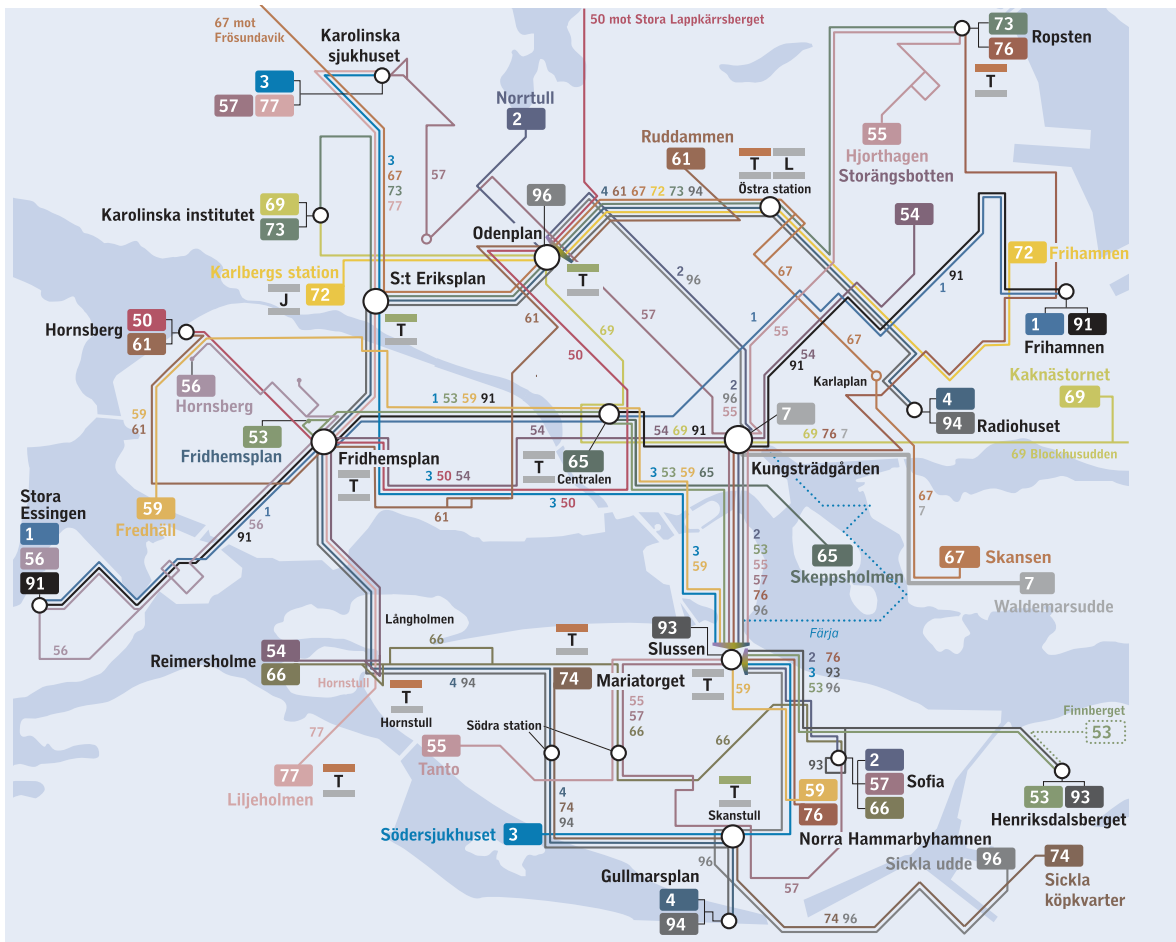 67 mot
Frösundavik
50 mot Stora Lappkärrsberget
Karolinska
sjukhuset
3
57 77
Norrtull
2
73
76
Ropsten
T
55
Hjorthagen
Storängsbotten
Ruddammen
61
T L
Östra station
3
67
73
77
57
4 61 67 72 73 94
96
Odenplan
T
69
73
Karolinska institutet
54
Karlbergs station
J
72
S:t Eriksplan
T
72 Frihamnen
67
2
96
91
1
Hornsberg
50
61
61
69
50
57
1
55
67
1 91
Frihamnen
56
Hornsberg
54
91
Karlaplan
Kaknästornet
69
2
96
55
7
4
94
Radiohuset
59
61
1 53 59 91
53
Fridhemsplan
Fridhemsplan
T
54
54 69 91
65
Centralen
T
Kungsträdgården
69 76 7
69 Blockhusudden
3 50 54
3 53 59 65
3 50
61
Stora
Essingen
1
56
91
59
Fredhäll
1
56
91
67
7
2
53
55
57
76
96
3
59
65
Skeppsholmen
67 Skansen
7
Waldemarsudde
56
Långholmen
66
T
93
Slussen
T
Färja
Reimersholme
54
66
Hornstull
T
Hornstull
4 94
74 Mariatorget
59
2 76
3 93
53 96
55
57
66
77
Södra station
55
Tanto
66
Finnberget
53
77
Liljeholmen
T
93
2
57
66
Sofia
59
76
Norra Hammarbyhamnen
53 93
Henriksdalsberget
4
74
94
T
Skanstull
Södersjukhuset 3
96
57
Sickla udde 96
74
Sickla
köpkvarter
Gullmarsplan
4
94
74 96